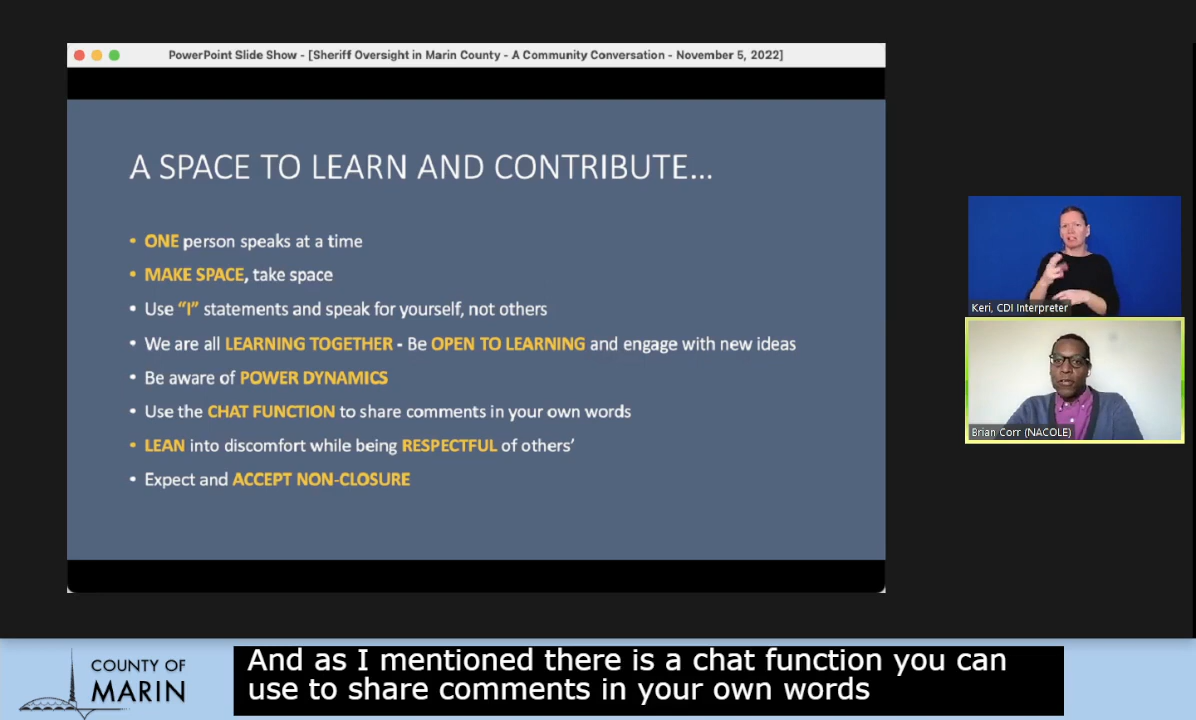 PowerPoint Slide Show - [Sheriff Oversight in Marin County - A Community Conversation - November 5, 2022]
A SPACE TO LEARN AND CONTRIBUTE...
• ONE person speaks at a time
• MAKE SPACE, take space
• Use “I” statements and speak for yourself, not others
• We are all LEARNING TOGETHER - Be OPEN TO LEARNING and engage with new ideas
• Be aware of POWER DYNAMICS
• Use the CHAT FUNCTION to share comments in your own words
• LEAN into discomfort while being RESPECTFUL of others’
• Expect and ACCEPT NON-CLOSURE
Keri, CDI Interpreter
Brian Corr (NACOLE)
COUNTY OF
MARIN
And as I mentioned there is a chat function you can
use to share comments in your own words